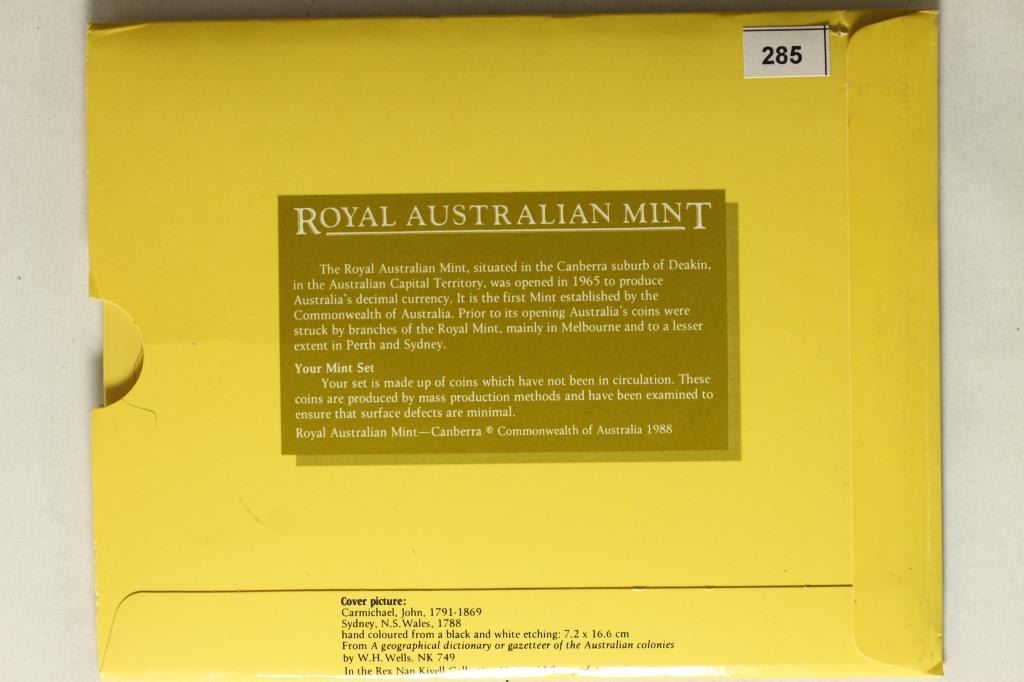 285
ROYAL AUSTRALIAN MINT
The Royal Australian Mint, situated in the Canberra suburb of Deakin,
in the Australian Capital Territory, was opened in 1965 to produce
Australia's decimal currency. It is the first Mint established by the
Commonwealth of Australia. Prior to its opening Australia's coins were
struck by branches of the Royal Mint, mainly in Melbourne and to a lesser
extent in Perth and Sydney.
Your Mint Set
Your set is made up of coins which have not been in circulation. These
coins are produced by mass production methods and have been examined to
ensure that surface defects are minimal.
Royal Australian Mint—Canberra © Commonwealth of Australia 1988
Cover picture:
Carmichael, John, 1791-1869
Sydney, N.S.Wales, 1788
hand coloured from a black and white etching: 7.2 x 16.6 cm
From A geographical dictionary or gazetteer of the Australian colonies
by W.H. Wells. NK 749
In the Rex Nan Kivell